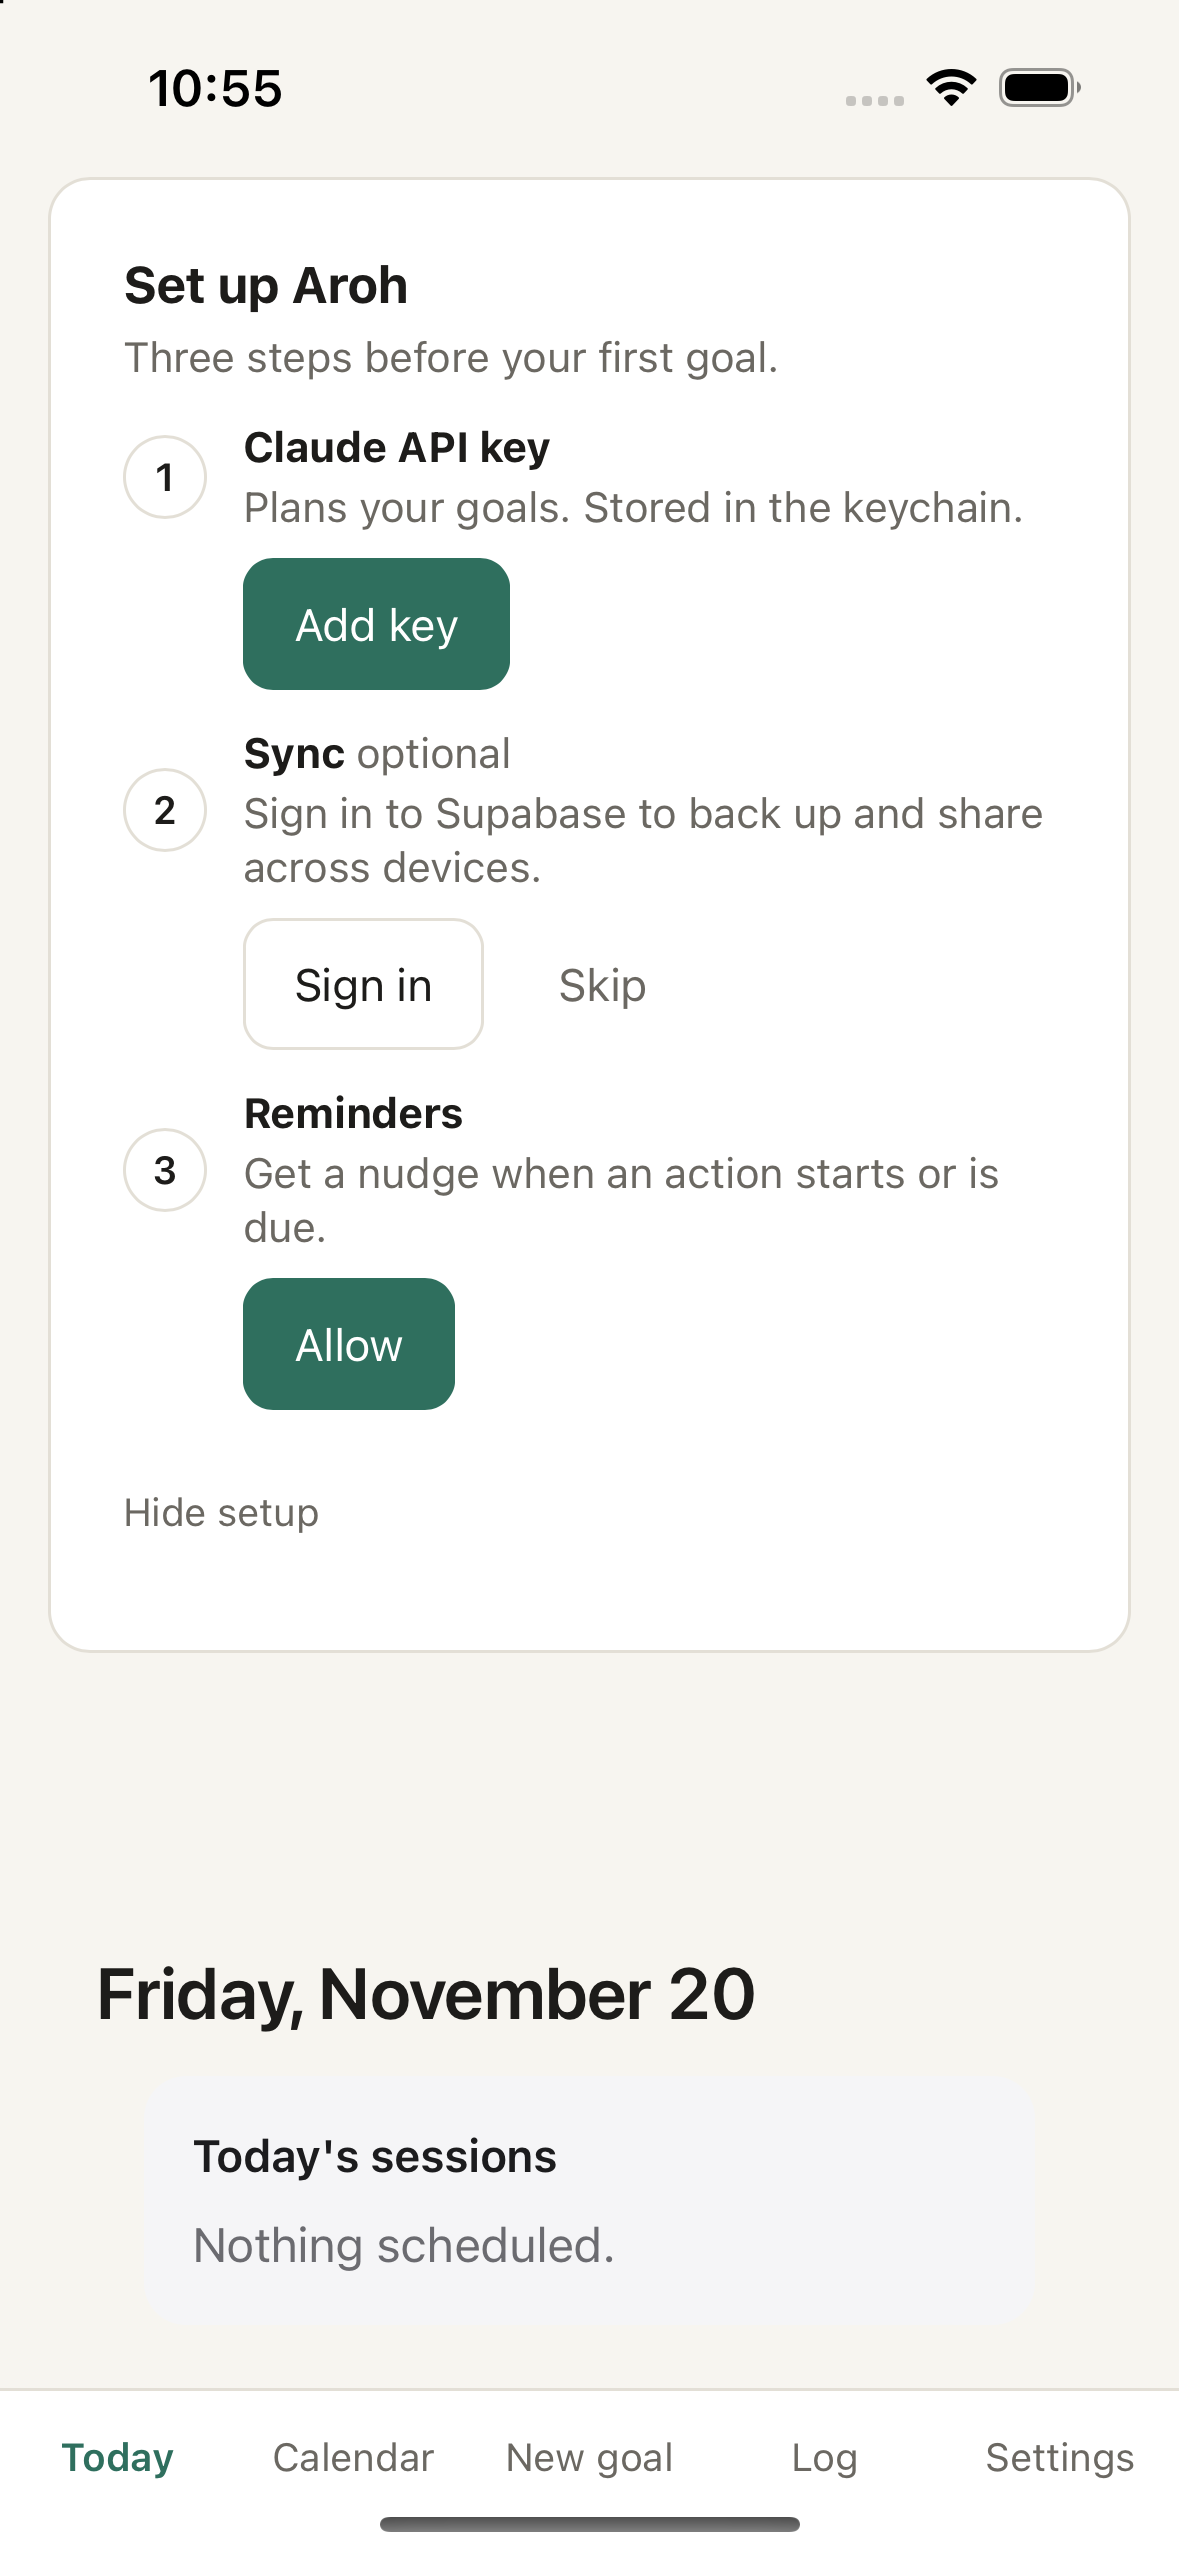 10:55
Set up Aroh
Three steps before your first goal.
1
Claude API key
Plans your goals. Stored in the keychain.
Add key
2
Sync optional
Sign in to Supabase to back up and share
across devices.
Sign in
Skip
3
Reminders
Get a nudge when an action starts or is
due.
Allow
Hide setup
Friday, November 20
Today's sessions
Nothing scheduled.
Today
Calendar
New goal
Log
Settings